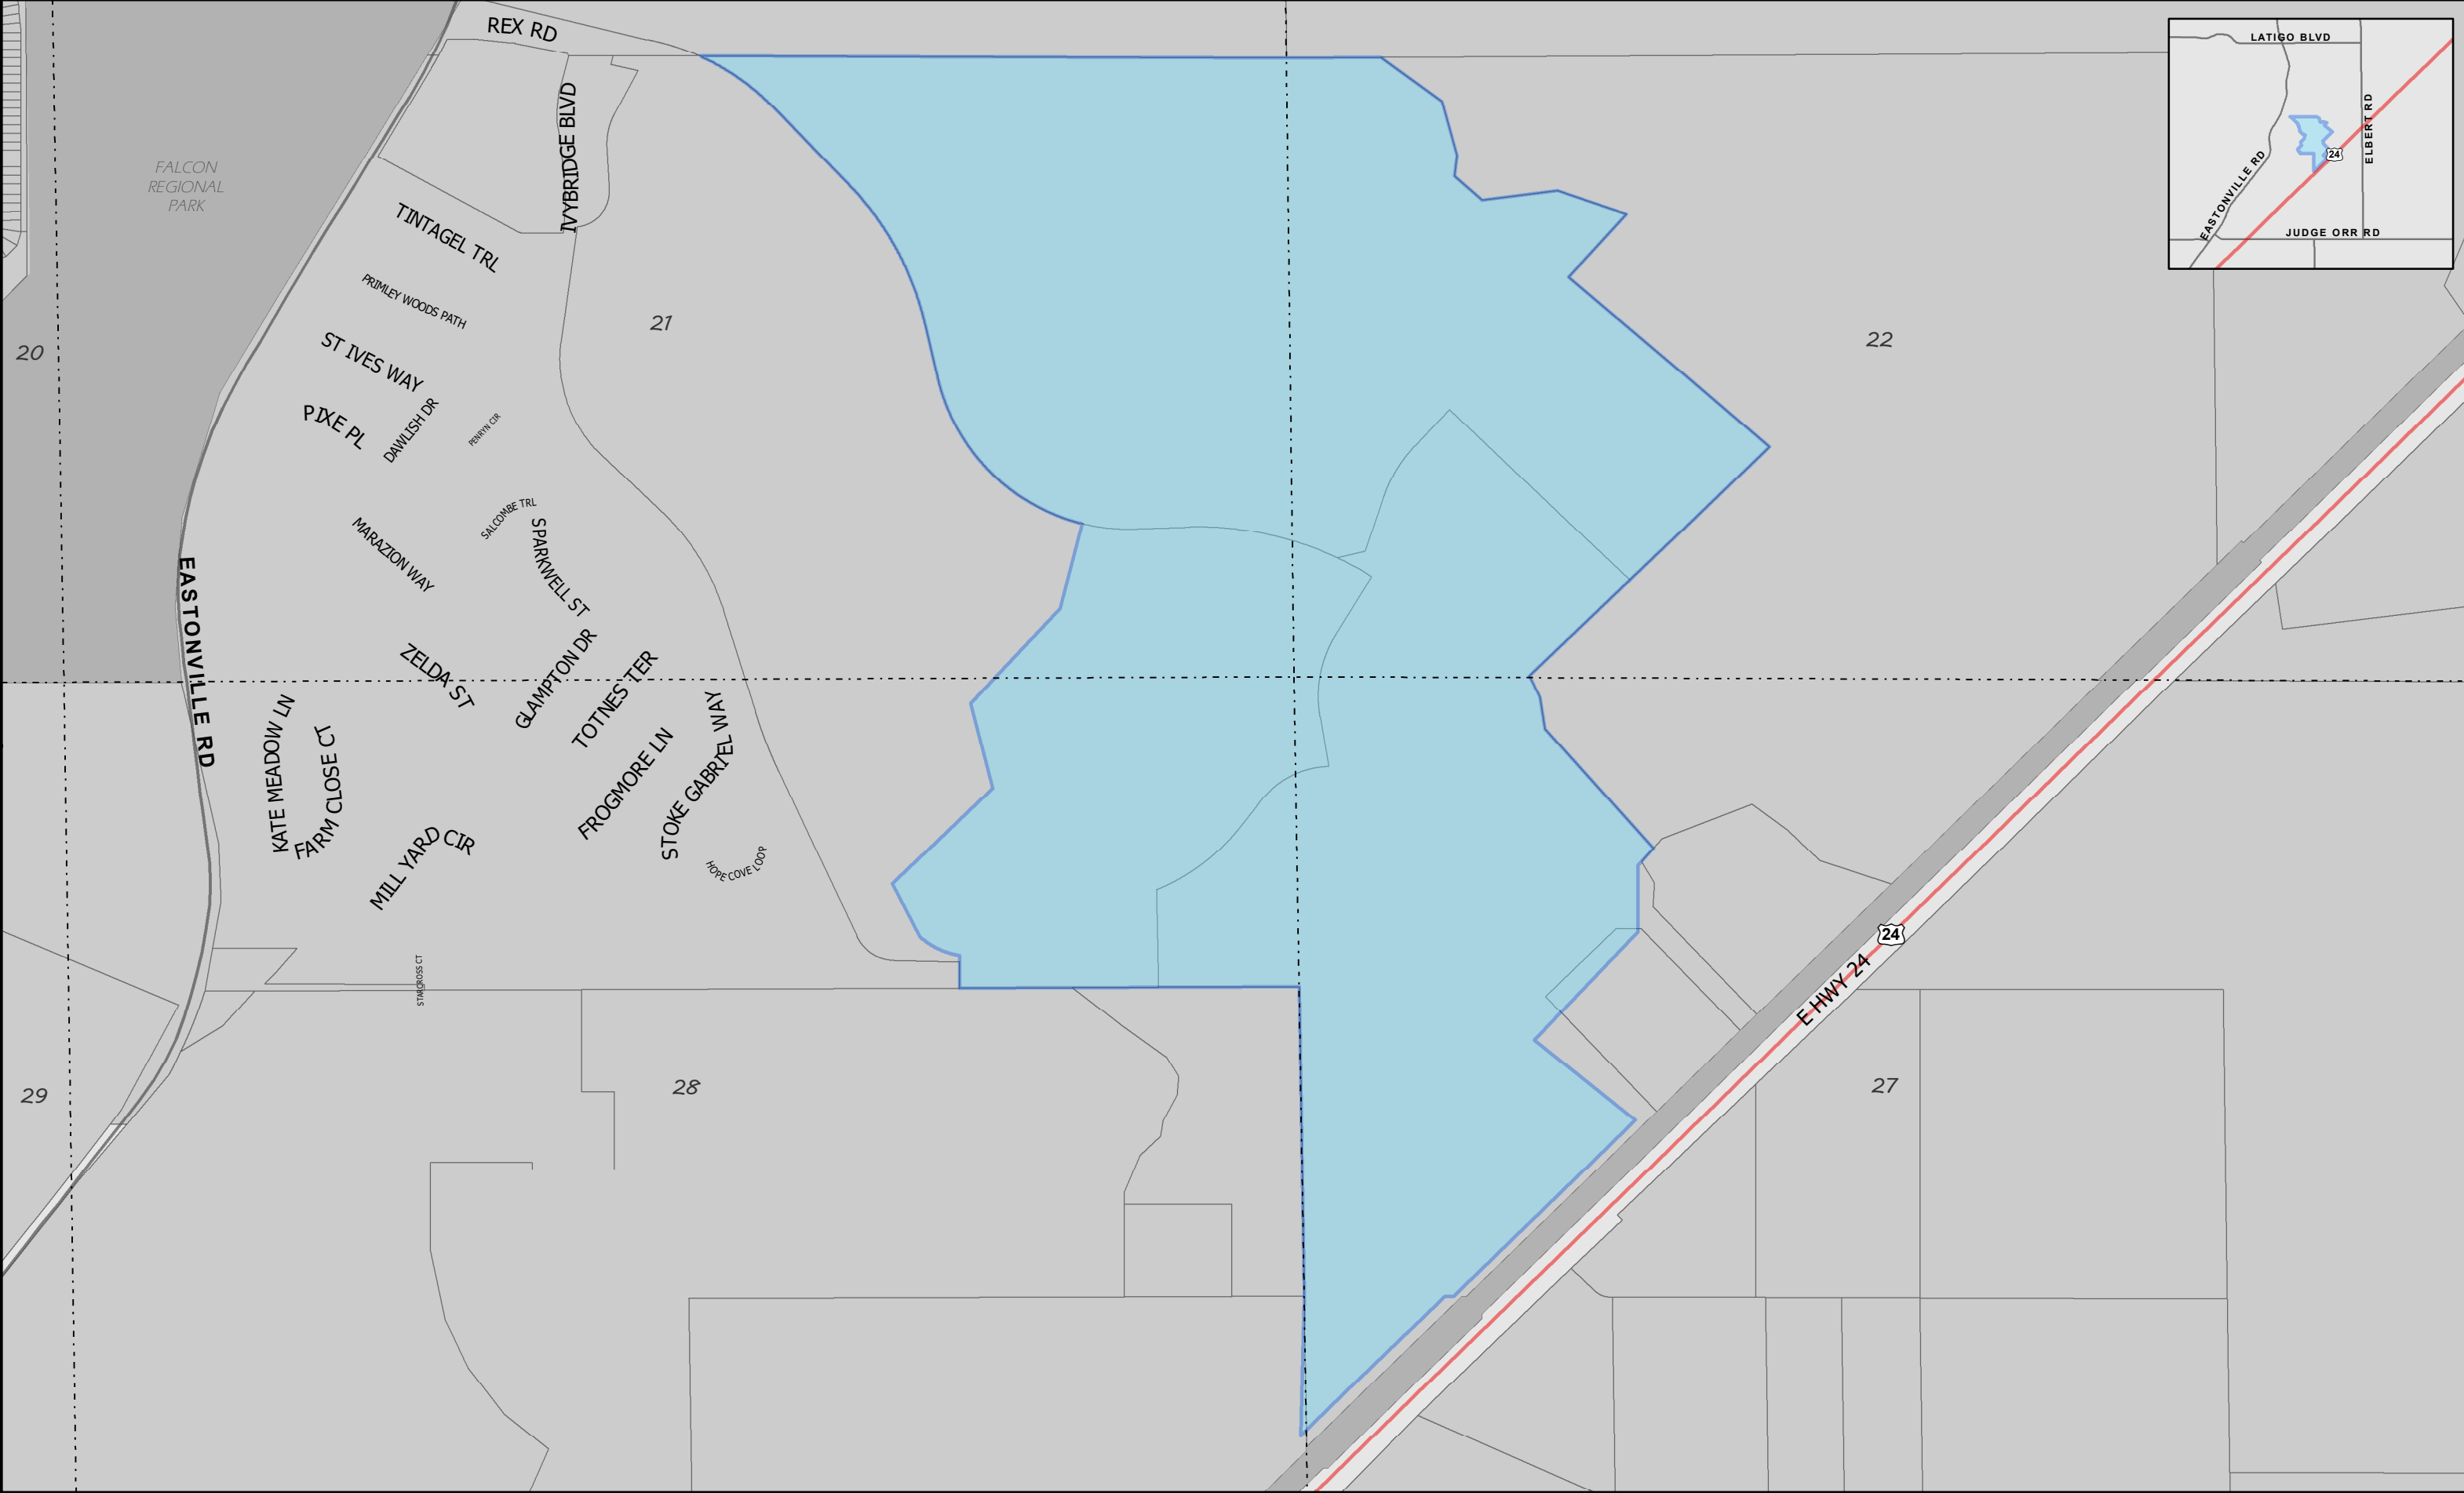 REX RD
LATIGO BLVD
IVYBRIDGE BLVD
ELBERT RD
FALCON
REGIONAL
PARK
24
EASTONVILLE RD
TINTAGEL TRL
JUDGE ORR RD
PRIMLEY WOODS PATH
21
22
20
ST IVES WAY
PIXE PL
DAWLISH DR
PENRYN CIR
SALCOMBE TRL
MARAZION WAY
SPARKWELL ST
EASTONVILLE RD
ZELDA ST
GLAMPTON DR
TOTNES TER
KATE MEADOW LN
FARM CLOSE CT
FROGMORE LN
STOKE GABRIEL WAY
MILL YARD CIR
HOPE COVE LOOP
24
STARCROSS CT
E HWY 24
29
28
27